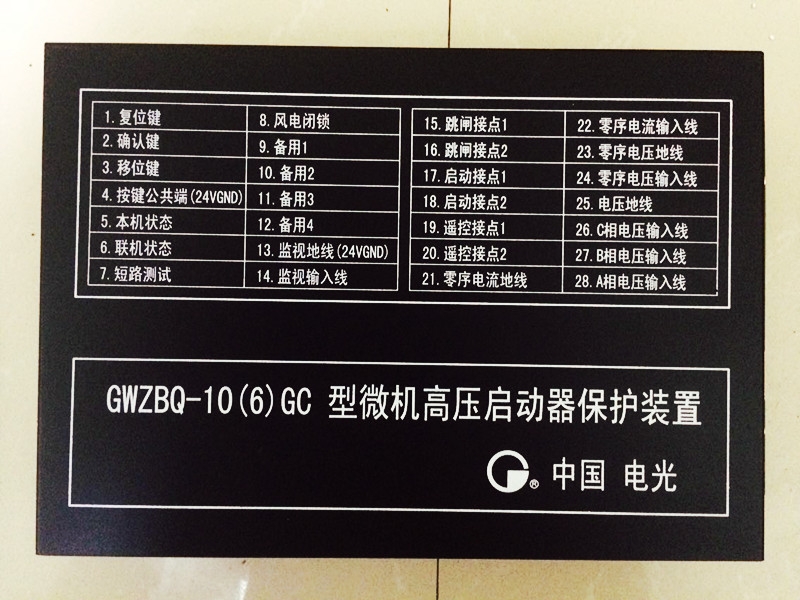 1.复位键
2.确认键
3.移位键
4.按键公共端(24VGND)
5.本机状态
6.联机状态
7.短路测试
8.风电闭锁
9.备用1
10.备用2
11.备用3
12.备用4
13.监视地线(24VGND)
14.监视输入线
15.跳闸接点1
16.跳闸接点2
17.启动接点1
18.启动接点2
19.遥控接点1
20.遥控接点2
21.零序电流地线
22.零序电流输入线
23.零序电压地线
24.零序电压输入线
25.电压地线
26.C相电压输入线
27.B相电压输入线
28.A相电压输入线
GWZBQ-10(6)GC 型微机高压启动器保护装置
® 中国 电光